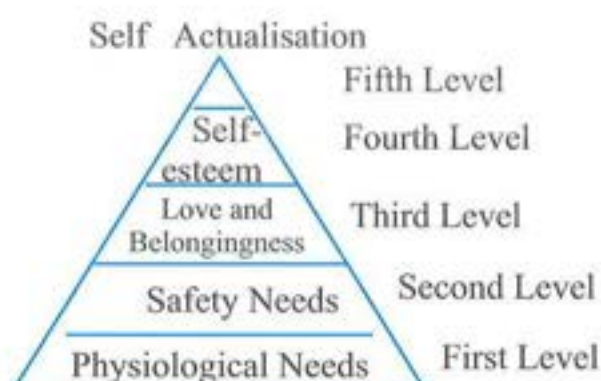 Self Actualisation
Fifth Level
Self-
esteem
Fourth Level
Love and
Belongingness
Third Level
Safety Needs
Second Level
Physiological Needs
First Level